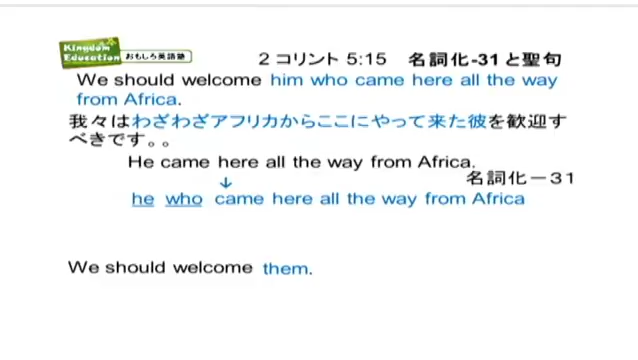 Kingdom
Education おもしろ英語塾
2コリント 5:15 名詞化-31と聖句
We should welcome him who came here all the way
from Africa.
我々はわざわざアフリカからここにやって来た彼を歓迎す
べきです。。
He came here all the way from Africa.
名詞化－31
↓
he who came here all the way from Africa
We should welcome them.